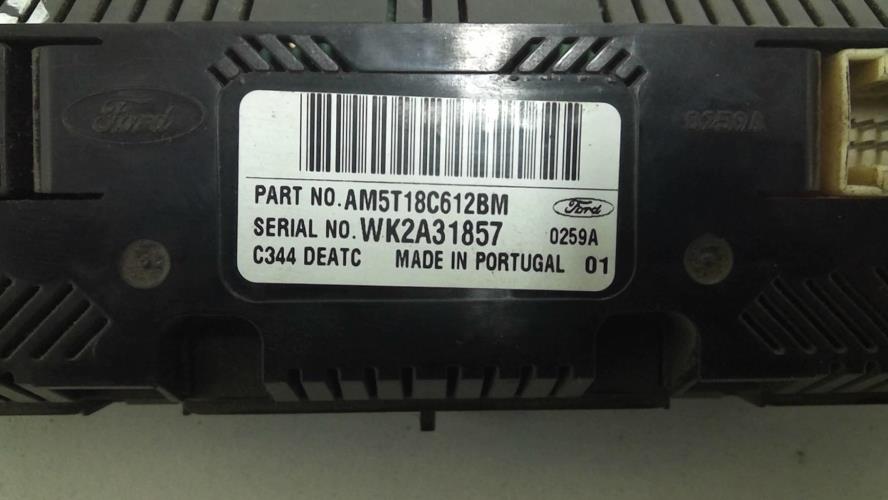 Ford
0259A
PART NO. AM5T18C612BM
Ford
SERIAL NO. WK2A31857
0259A
C344 DEATC MADE IN PORTUGAL 01